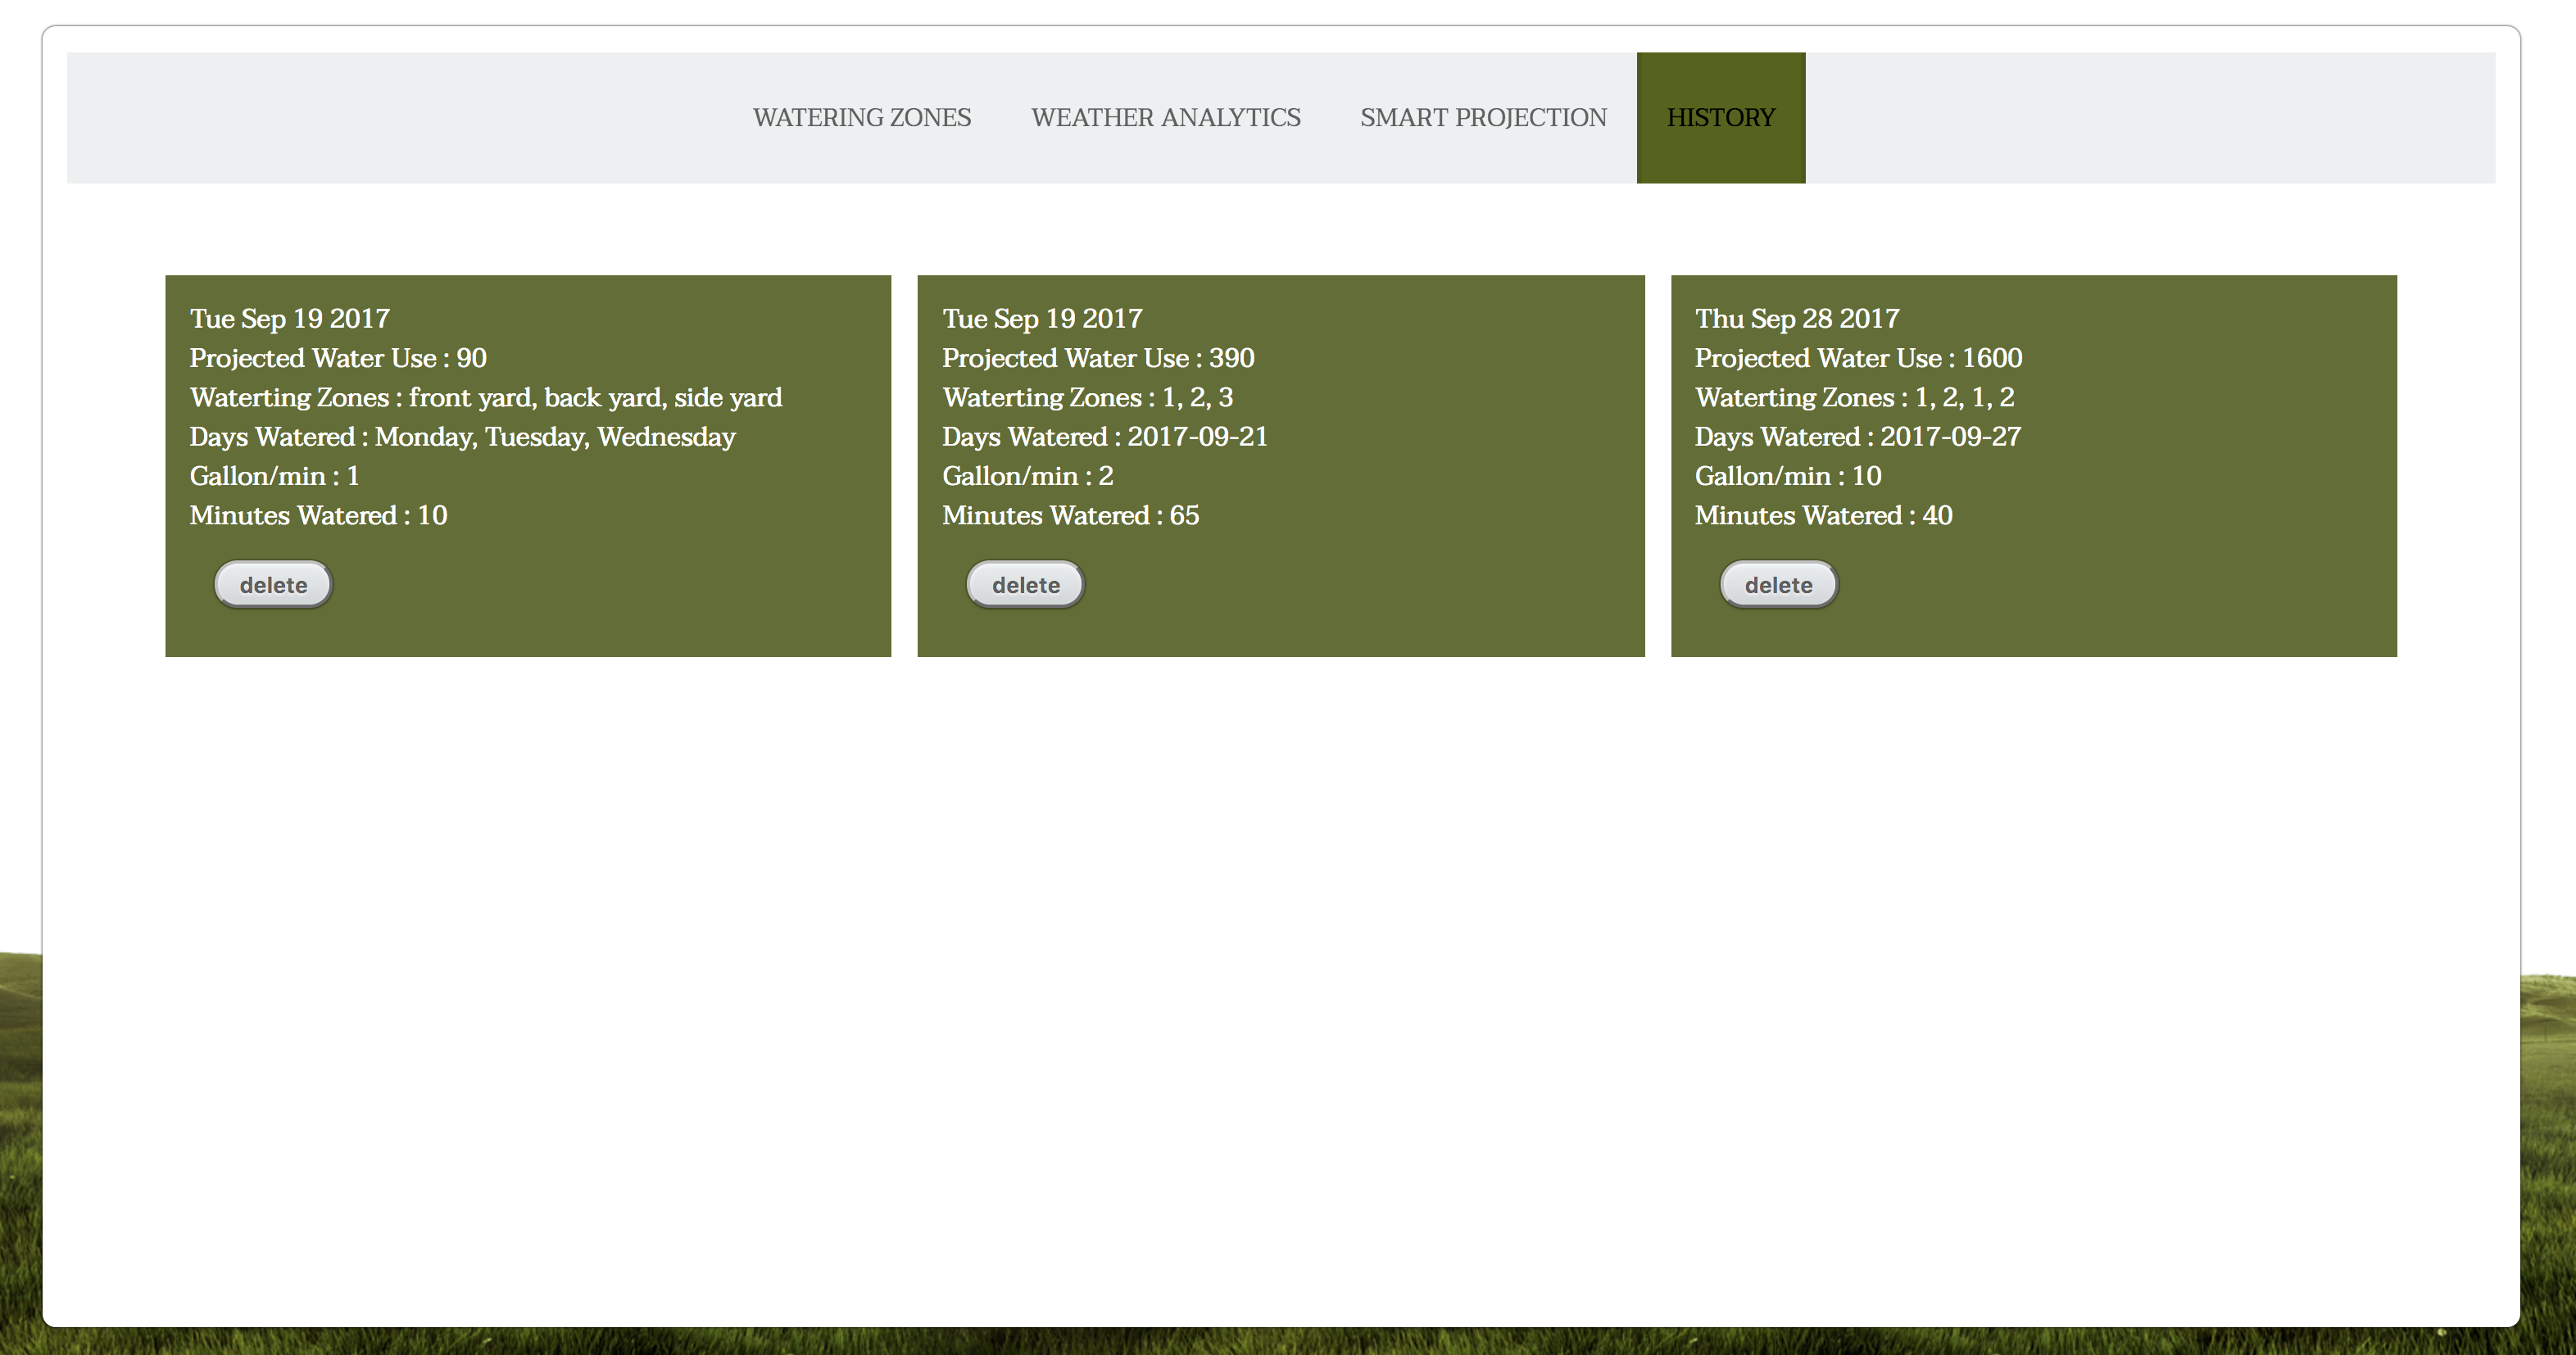 WATERING ZONES WEATHER ANALYTICS SMART PROJECTION HISTORY
Tue Sep 19 2017
Projected Water Use : 90
Waterting Zones : front yard, back yard, side yard
Days Watered : Monday, Tuesday, Wednesday
Gallon/min : 1
Minutes Watered : 10
delete
Tue Sep 19 2017
Projected Water Use : 390
Waterting Zones : 1, 2, 3
Days Watered : 2017-09-21
Gallon/min : 2
Minutes Watered : 65
delete
Thu Sep 28 2017
Projected Water Use : 1600
Waterting Zones : 1, 2, 1, 2
Days Watered : 2017-09-27
Gallon/min : 10
Minutes Watered : 40
delete